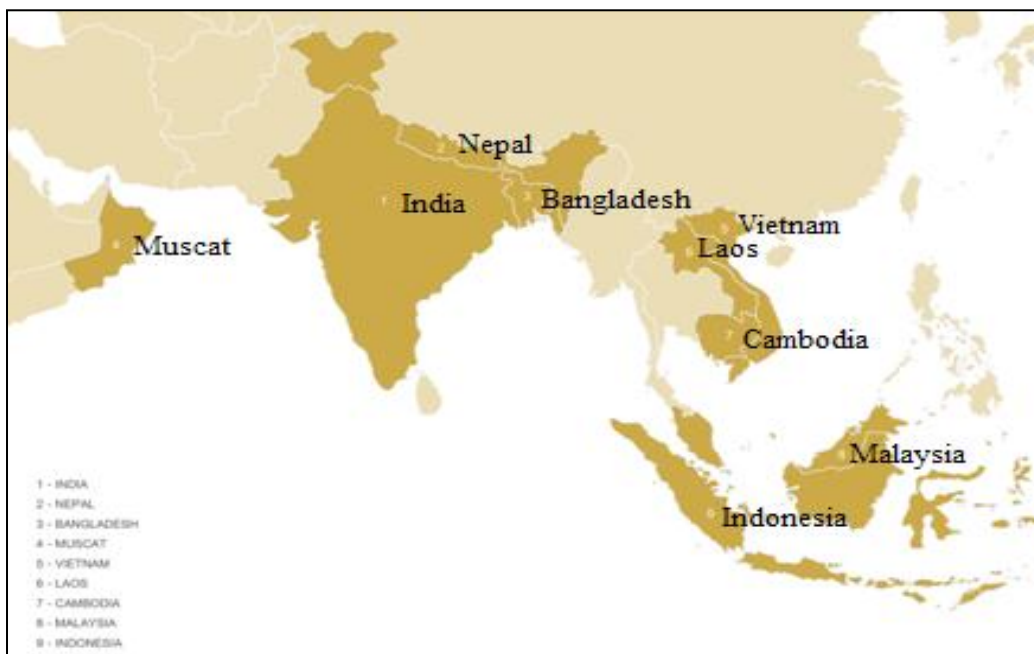 Nepal
India
Bangladesh
Muscat
Vietnam
Laos
Cambodia
Malaysia
Indonesia
1 - INDIA
2 - NEPAL
3 - BANGLADESH
4 - MUSCAT
5 - VIETNAM
6 - LAOS
7 - CAMBODIA
8 - MALAYSIA
9 - INDONESIA